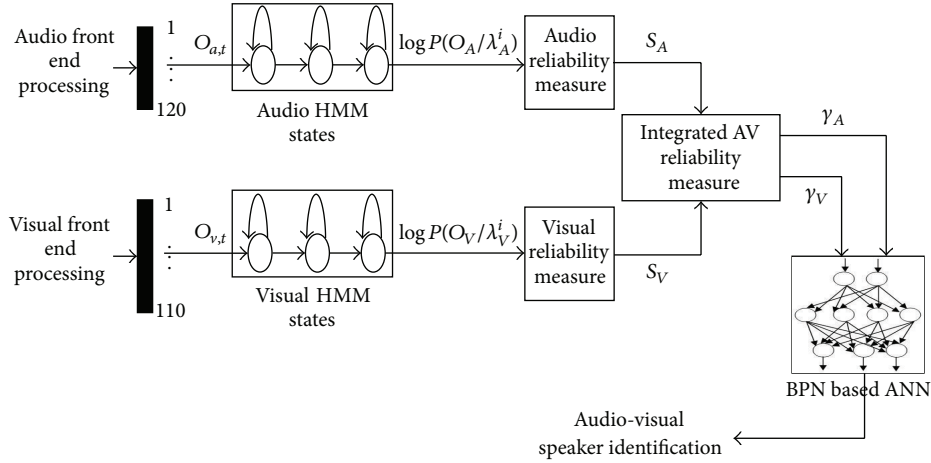 Audio front
end
processing
1
⋮
120
O_{a,t}
Audio HMM
states
log P(O_A/λ_A^i)
Audio
reliability
measure
S_A
Integrated AV
reliability
measure
γ_A
γ_V
Visual front
end
processing
1
⋮
110
O_{v,t}
Visual HMM
states
log P(O_V/λ_V^i)
Visual
reliability
measure
S_V
BPN based ANN
Audio-visual
speaker identification